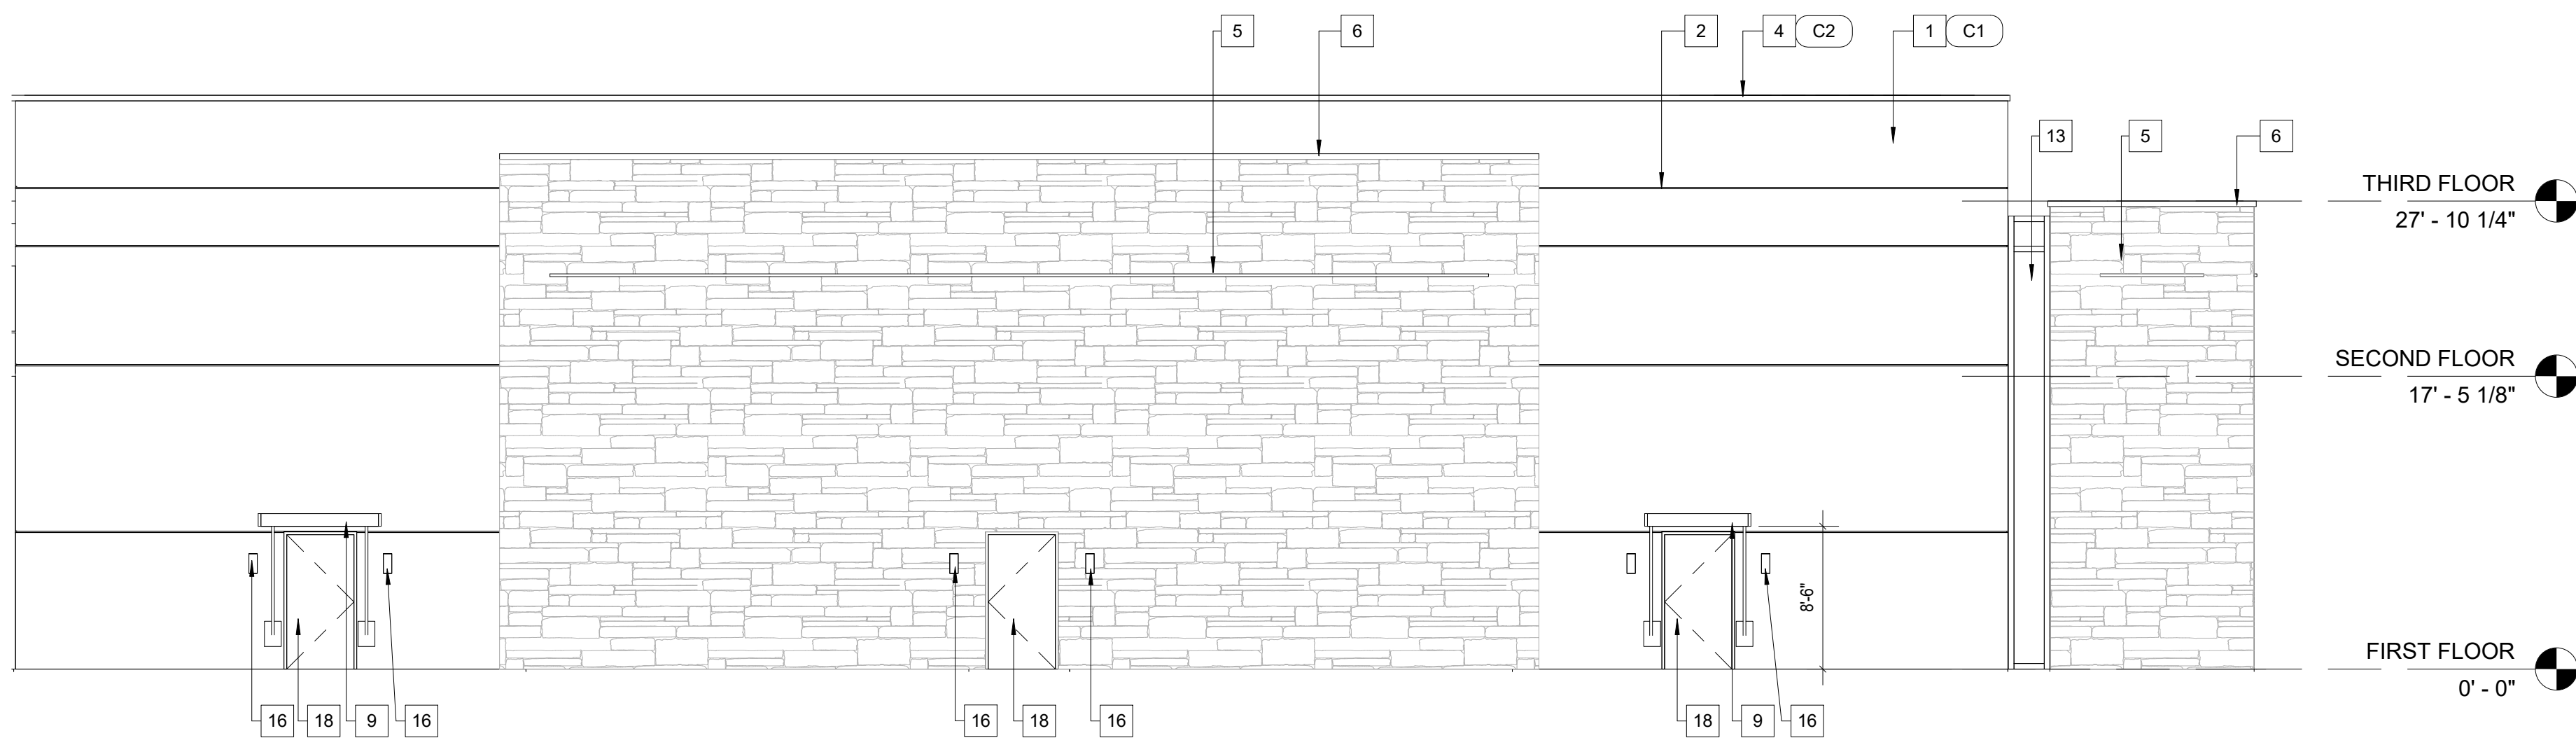 5
6
2
4 C2
1 C1
13
5
6
THIRD FLOOR
27' - 10 1/4"
SECOND FLOOR
17' - 5 1/8"
8'-6"
FIRST FLOOR
0' - 0"
16
18
9
16
16
18
16
18
9
16